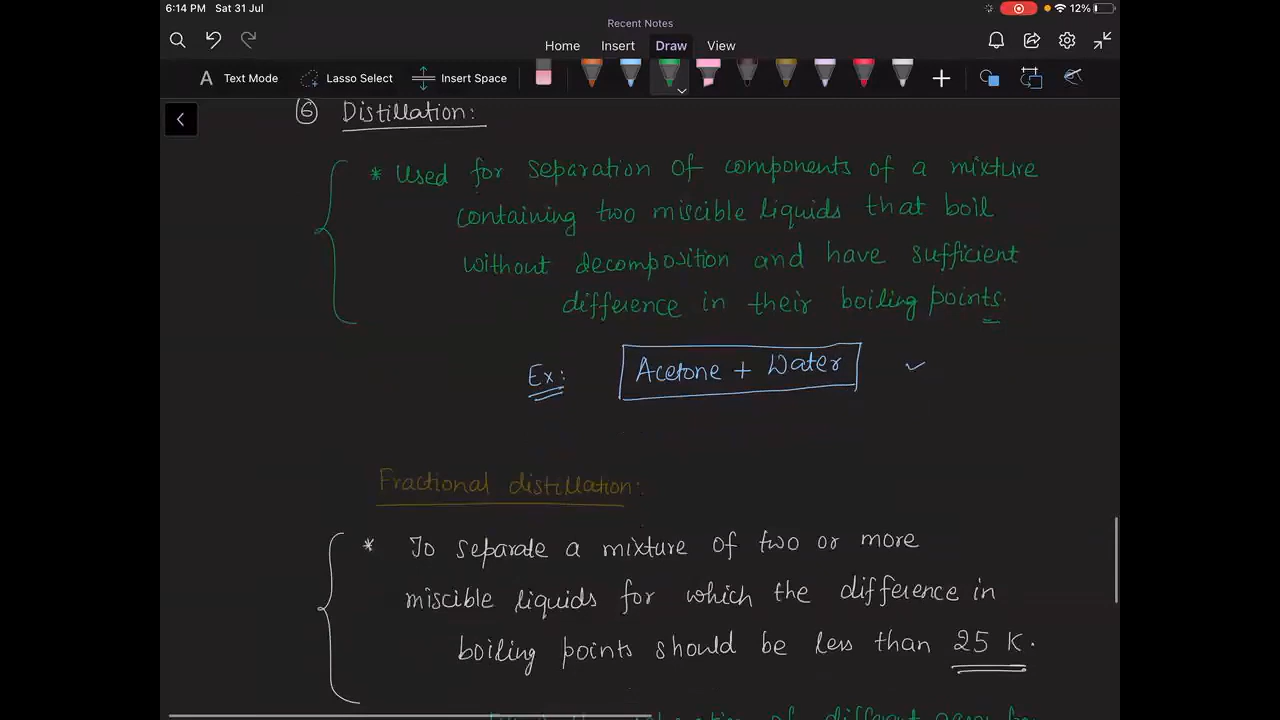 6:14 PM Sat 31 Jul
12%
Recent Notes
Home Insert Draw View
Text Mode Lasso Select Insert Space
6 Distillation:
* Used for separation of components of a mixture
containing two miscible liquids that boil
without decomposition and have sufficient
difference in their boiling points.
Ex: Acetone + Water
Fractional distillation:
* To separate a mixture of two or more
miscible liquids for which the difference in
boiling points should be less than 25 K.
of different gases